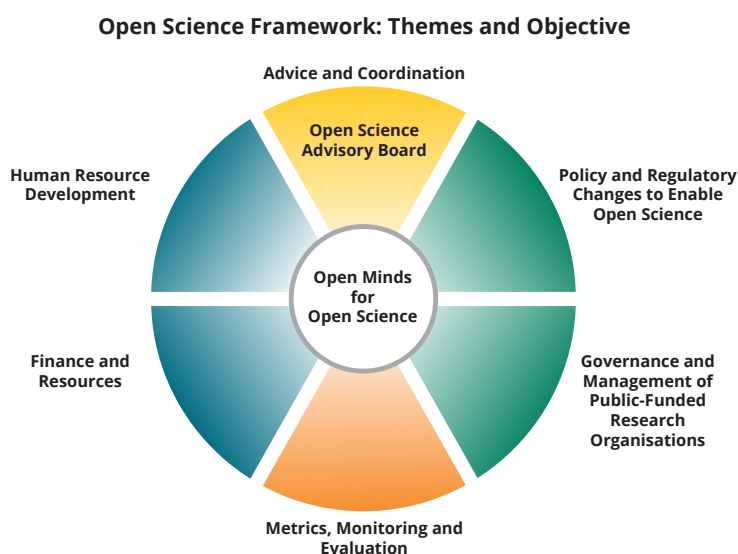 Open Science Framework: Themes and Objective
Advice and Coordination
Open Science
Advisory Board
Human Resource
Development
Policy and Regulatory
Changes to Enable
Open Science
Open Minds
for
Open Science
Finance and
Resources
Governance and
Management of
Public-Funded
Research
Organisations
Metrics, Monitoring and
Evaluation